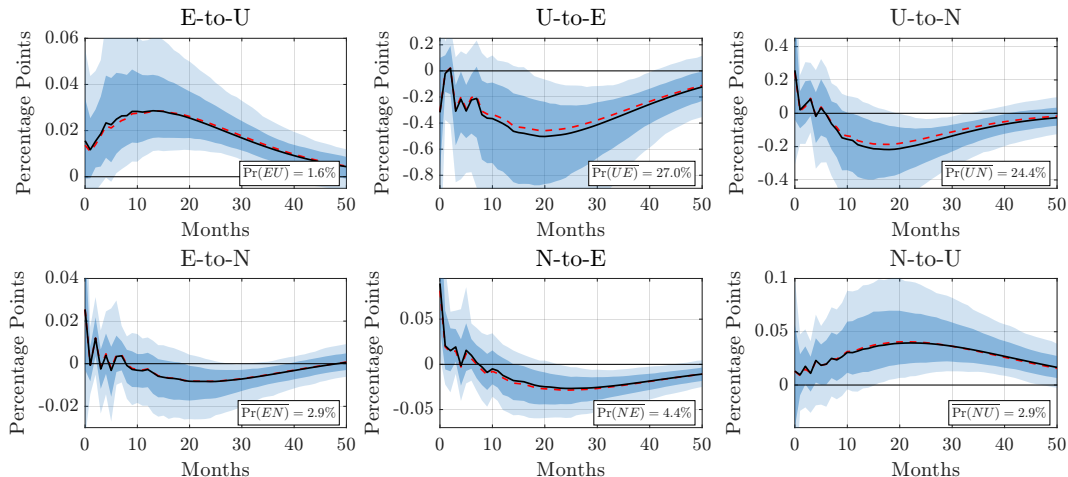 E-to-U
U-to-E
U-to-N
Percentage Points
0.06
0.04
0.02
0
Pr(EU) = 1.6%
0 10 20 30 40 50
Months
Percentage Points
0.2
0
-0.2
-0.4
-0.6
-0.8
Pr(UE) = 27.0%
0 10 20 30 40 50
Months
Percentage Points
0.4
0.2
0
-0.2
-0.4
Pr(UN) = 24.4%
0 10 20 30 40 50
Months
E-to-N
N-to-E
N-to-U
Percentage Points
0.04
0.02
0
-0.02
Pr(EN) = 2.9%
0 10 20 30 40 50
Months
Percentage Points
0.05
0
-0.05
Pr(NE) = 4.4%
0 10 20 30 40 50
Months
Percentage Points
0.1
0.05
0
Pr(NU) = 2.9%
0 10 20 30 40 50
Months